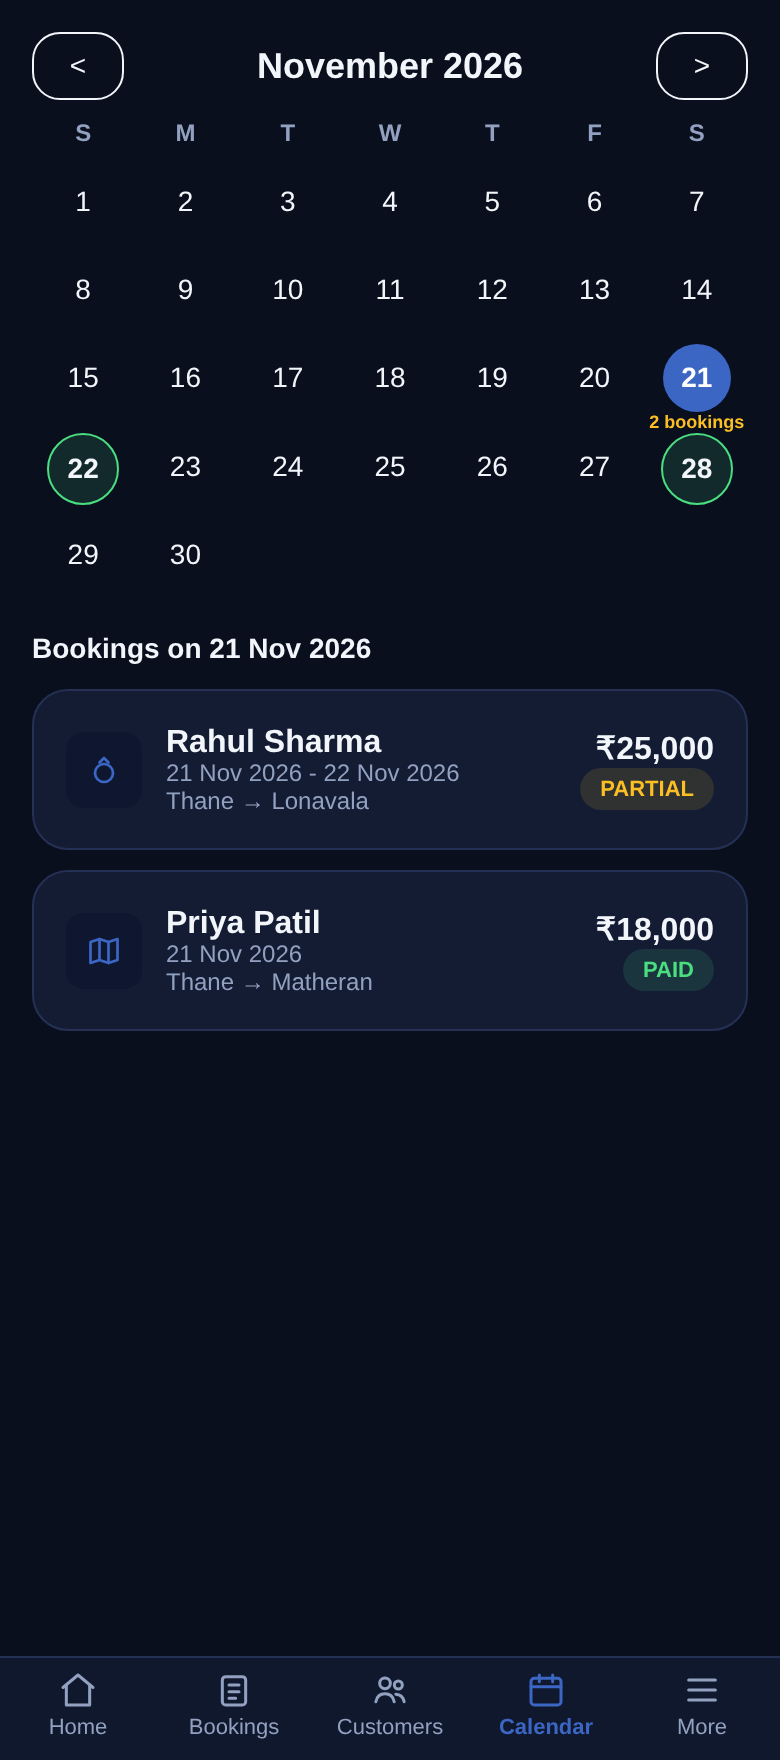 < November 2026 >
S M T W T F S
1 2 3 4 5 6 7
8 9 10 11 12 13 14
15 16 17 18 19 20 21
2 bookings
22 23 24 25 26 27 28
29 30
Bookings on 21 Nov 2026
Rahul Sharma
21 Nov 2026 - 22 Nov 2026
Thane → Lonavala
₹25,000
PARTIAL
Priya Patil
21 Nov 2026
Thane → Matheran
₹18,000
PAID
Home Bookings Customers Calendar More